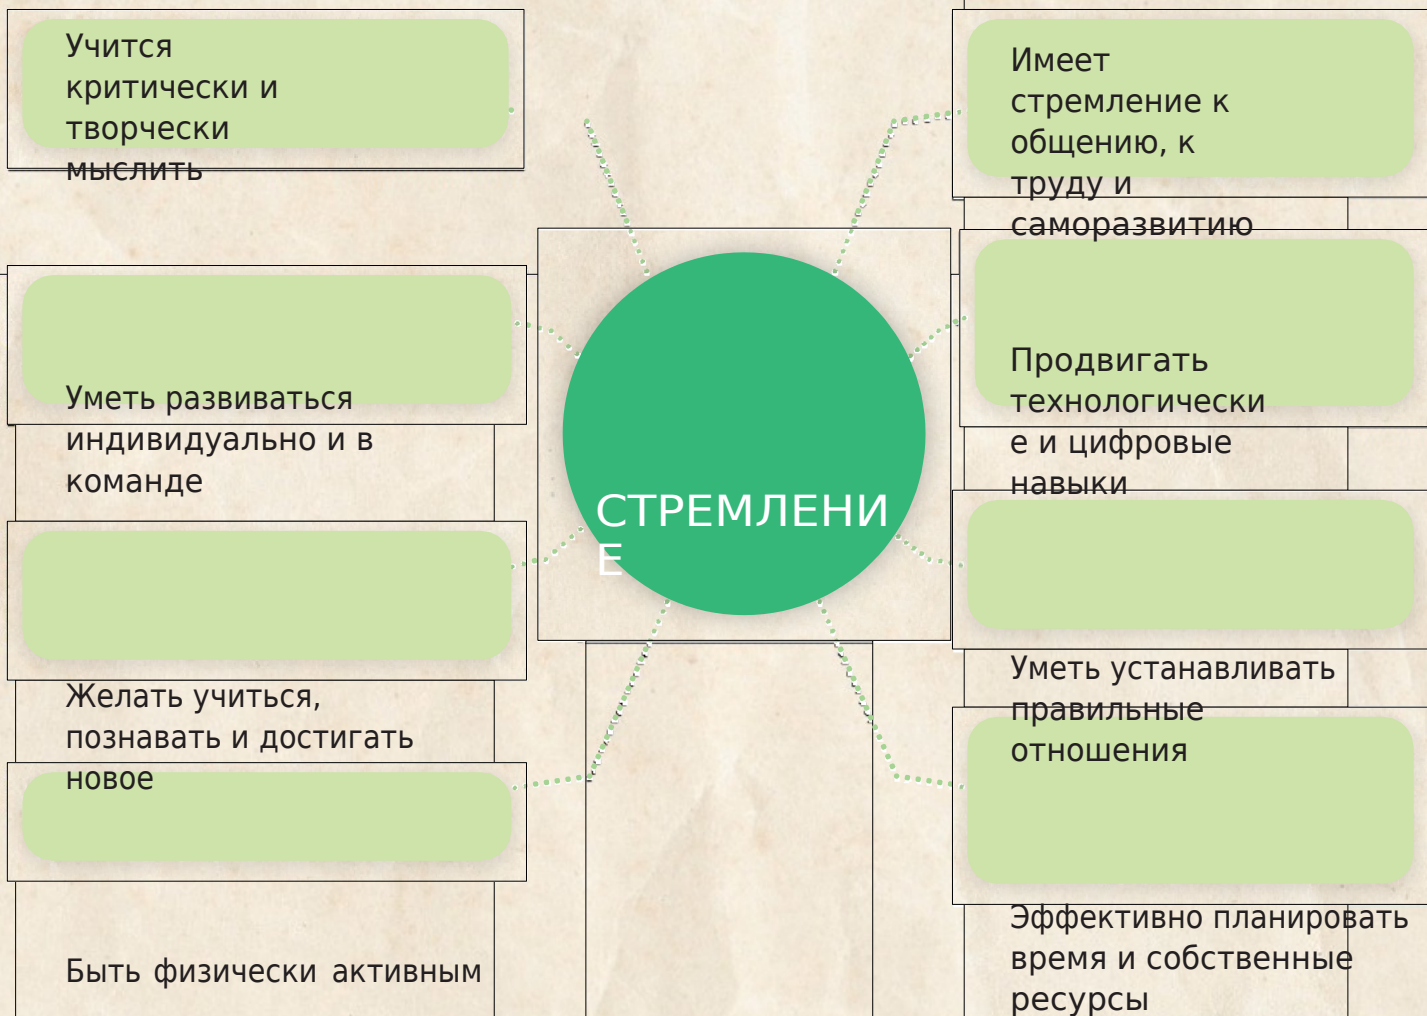 Учится
критически и
творчески
мыслить
Уметь развиваться
индивидуально и в
команде
Желать учиться,
познавать и достигать
новое
Быть физически активным
СТРЕМЛЕНИ
Е
Имеет
стремление к
общению, к
труду и
саморазвитию
Продвигать
технологически
е и цифровые
навыки
Уметь устанавливать
правильные
отношения
Эффективно планировать
время и собственные
ресурсы